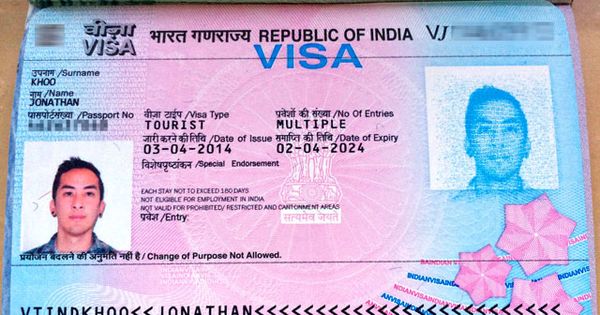 वीज़ा भारत गणराज्य REPUBLIC OF INDIA VJ
VISA VISA
उपनाम /Surname
KHOO
नाम /Name
JONATHAN
पासपोर्ट संख्या /Passport No वीजा टाईप /Visa Type प्रवेशों की संख्या /No Of Entries
TOURIST MULTIPLE
जारी करने की तिथि /Date of Issue समाप्ति की तिथि /Date of Expiry
03-04-2014 02-04-2024
विशेषपृष्ठांकन /Special Endorsement
EACH STAY NOT TO EXCEED 180 DAYS
NOT ELIGIBLE FOR EMPLOYMENT IN INDIA
NOT VALID FOR PROHIBITED/ RESTRICTED AND CANTONMENT AREAS
प्रवेश /Entry:
सत्यमेव जयते
प्रयोजन बदलने की अनुमति नहीं है / Change of Purpose Not Allowed.
VTINDKHOO<<JONATHAN<<<<<<<<<<<<<<<<<<<<